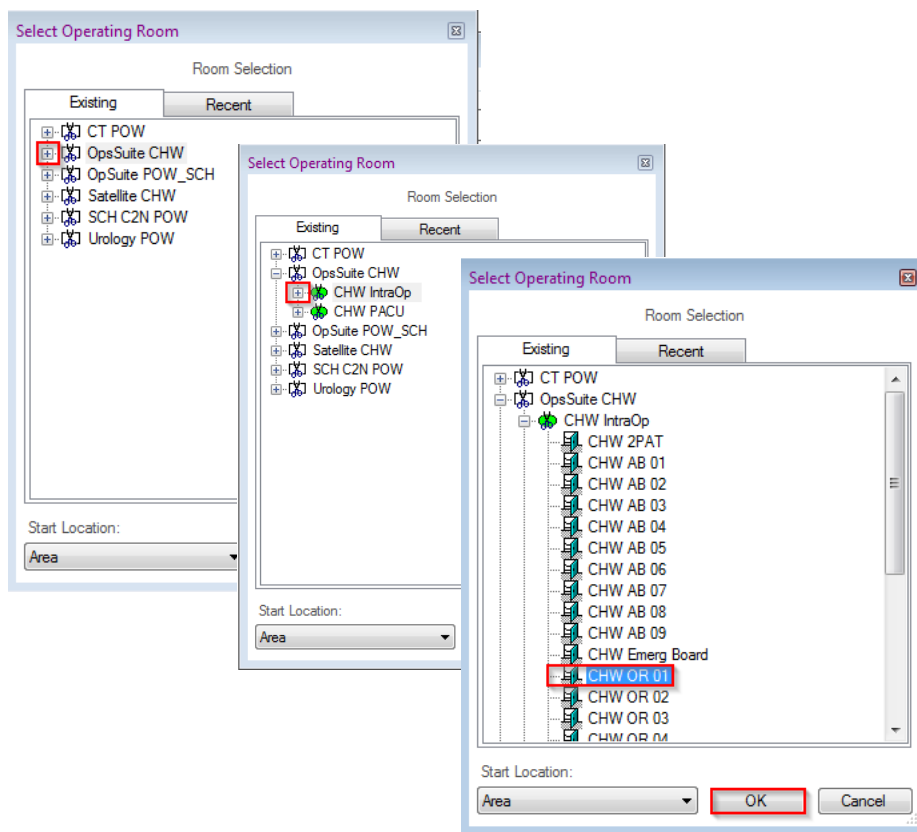 Select Operating Room
Room Selection
Existing Recent
CT POW
OpsSuite CHW
OpSuite POW_SCH
Satellite CHW
SCH C2N POW
Urology POW
Start Location:
Area
Select Operating Room
Room Selection
Existing Recent
CT POW
OpsSuite CHW
CHW IntraOp
CHW PACU
OpSuite POW_SCH
Satellite CHW
SCH C2N POW
Urology POW
Start Location:
Area
Select Operating Room
Room Selection
Existing Recent
CT POW
OpsSuite CHW
CHW IntraOp
CHW 2PAT
CHW AB 01
CHW AB 02
CHW AB 03
CHW AB 04
CHW AB 05
CHW AB 06
CHW AB 07
CHW AB 08
CHW AB 09
CHW Emerg Board
CHW OR 01
CHW OR 02
CHW OR 03
CHW OR 04
Start Location:
Area OK Cancel